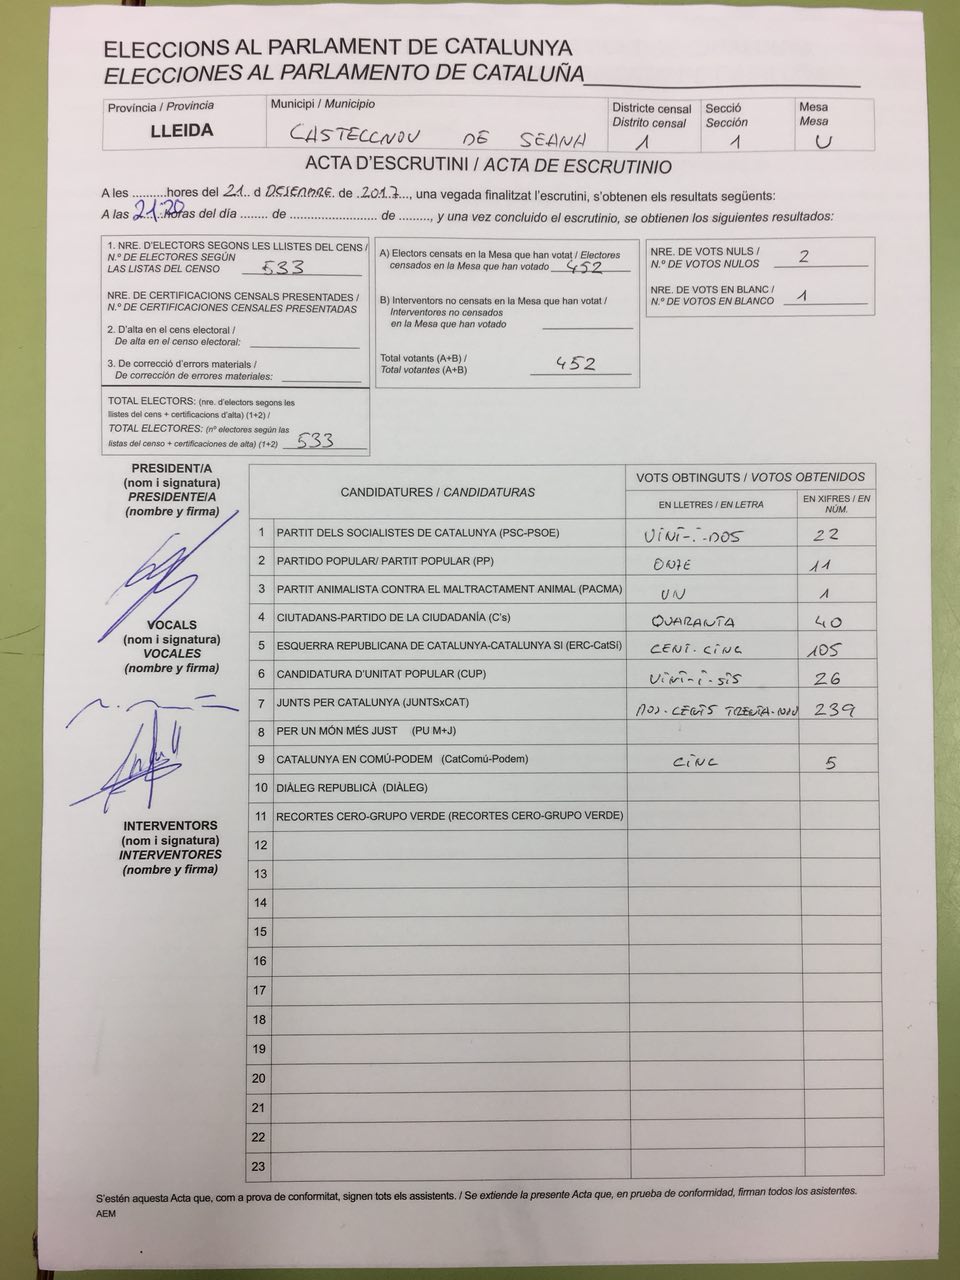 ELECCIONS AL PARLAMENT DE CATALUNYA
ELECCIONES AL PARLAMENTO DE CATALUÑA
Província / Provincia
LLEIDA
Municipi / Municipio
CASTELLNOU DE SEANA
Districte censal
Distrito censal
1
Secció
Sección
1
Mesa
Mesa
U
ACTA D'ESCRUTINI / ACTA DE ESCRUTINIO
A les ..........hores del 21.. d DESEMBRE. de .2017..., una vegada finalitzat l'escrutini, s'obtenen els resultats següents:
A las 21:20 horas del día ........ de ......................... de ........., y una vez concluido el escrutinio, se obtienen los siguientes resultados:
1. NRE. D'ELECTORS SEGONS LES LLISTES DEL CENS /
N.º DE ELECTORES SEGÚN
LAS LISTAS DEL CENSO 533
NRE. DE CERTIFICACIONS CENSALS PRESENTADES /
N.º DE CERTIFICACIONES CENSALES PRESENTADAS
2. D'alta en el cens electoral /
De alta en el censo electoral:
3. De correcció d'errors materials /
De corrección de errores materiales:
TOTAL ELECTORS: (nre. d'electors segons les
llistes del cens + certificacions d'alta) (1+2) /
TOTAL ELECTORES: (nº electores según las
listas del censo + certificaciones de alta) (1+2) 533
A) Electors censats en la Mesa que han votat / Electores
censados en la Mesa que han votado 452
B) Interventors no censats en la Mesa que han votat /
Interventores no censados
en la Mesa que han votado
Total votants (A+B) /
Total votantes (A+B) 452
NRE. DE VOTS NULS /
N.º DE VOTOS NULOS 2
NRE. DE VOTS EN BLANC /
N.º DE VOTOS EN BLANCO 1
PRESIDENT/A
(nom i signatura)
PRESIDENTE/A
(nombre y firma)
VOCALS
(nom i signatura)
VOCALES
(nombre y firma)
INTERVENTORS
(nom i signatura)
INTERVENTORES
(nombre y firma)
CANDIDATURES / CANDIDATURAS
VOTS OBTINGUTS / VOTOS OBTENIDOS
EN LLETRES / EN LETRA
EN XIFRES / EN
NÚM.
1 PARTIT DELS SOCIALISTES DE CATALUNYA (PSC-PSOE) VINT-I-DOS 22
2 PARTIDO POPULAR/ PARTIT POPULAR (PP) ONZE 11
3 PARTIT ANIMALISTA CONTRA EL MALTRACTAMENT ANIMAL (PACMA) UN 1
4 CIUTADANS-PARTIDO DE LA CIUDADANÍA (C's) QUARANTA 40
5 ESQUERRA REPUBLICANA DE CATALUNYA-CATALUNYA SI (ERC-CatSí) CENT. CINC 105
6 CANDIDATURA D'UNITAT POPULAR (CUP) VINT-I-SIS 26
7 JUNTS PER CATALUNYA (JUNTSxCAT) DOS-CENTS TRENTA-NOU 239
8 PER UN MÓN MÉS JUST (PU M+J)
9 CATALUNYA EN COMÚ-PODEM (CatComú-Podem) CINC 5
10 DIÀLEG REPUBLICÀ (DIÀLEG)
11 RECORTES CERO-GRUPO VERDE (RECORTES CERO-GRUPO VERDE)
12
13
14
15
16
17
18
19
20
21
22
23
S'estén aquesta Acta que, com a prova de conformitat, signen tots els assistents. / Se extiende la presente Acta que, en prueba de conformidad, firman todos los asistentes.
AEM